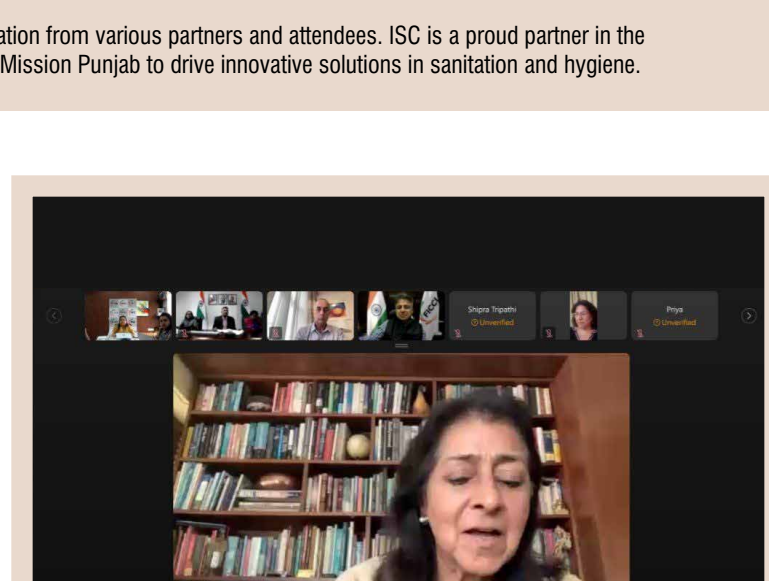 ation from various partners and attendees. ISC is a proud partner in the
Mission Punjab to drive innovative solutions in sanitation and hygiene.
FICCI
Shipra Tripathi
Unverified
Priya
Unverified